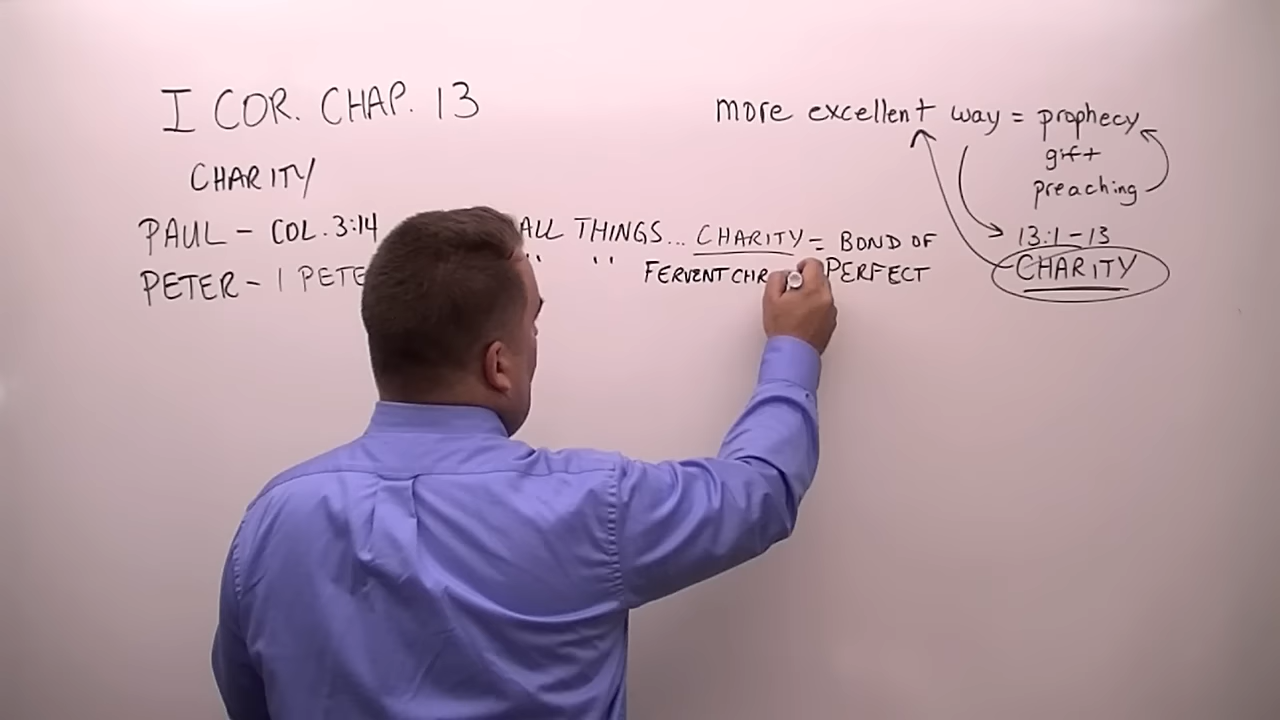 I COR. CHAP. 13
CHARITY
PAUL - COL. 3:14 ALL THINGS... CHARITY = BOND OF
PETER - 1 PETE " " FERVENT CHR PERFECT
more excellent way = prophecy
gift
preaching
13:1-13
CHARITY